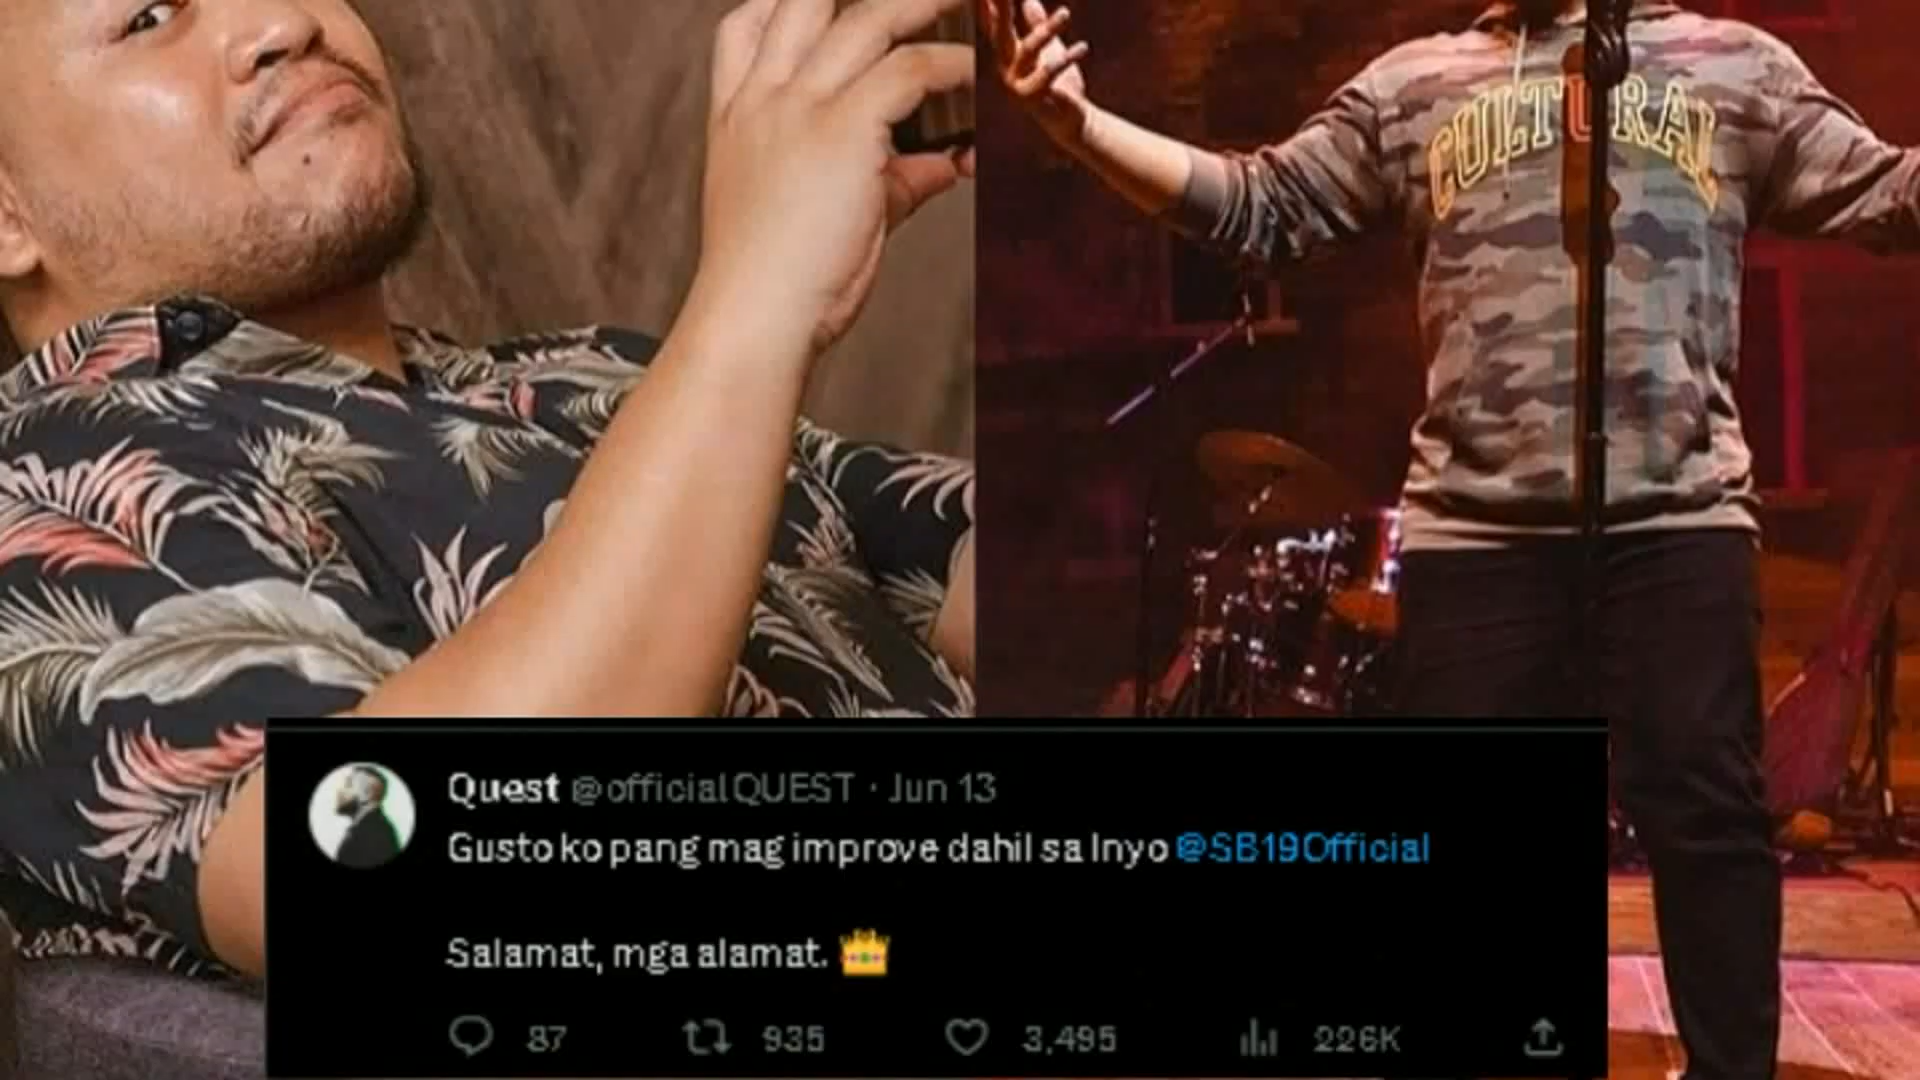 CULTURAL
Quest @officialQUEST · Jun 13
Gusto ko pang mag improve dahil sa Inyo @SB19Official
Salamat, mga alamat. 👑
87 935 3,495 226K